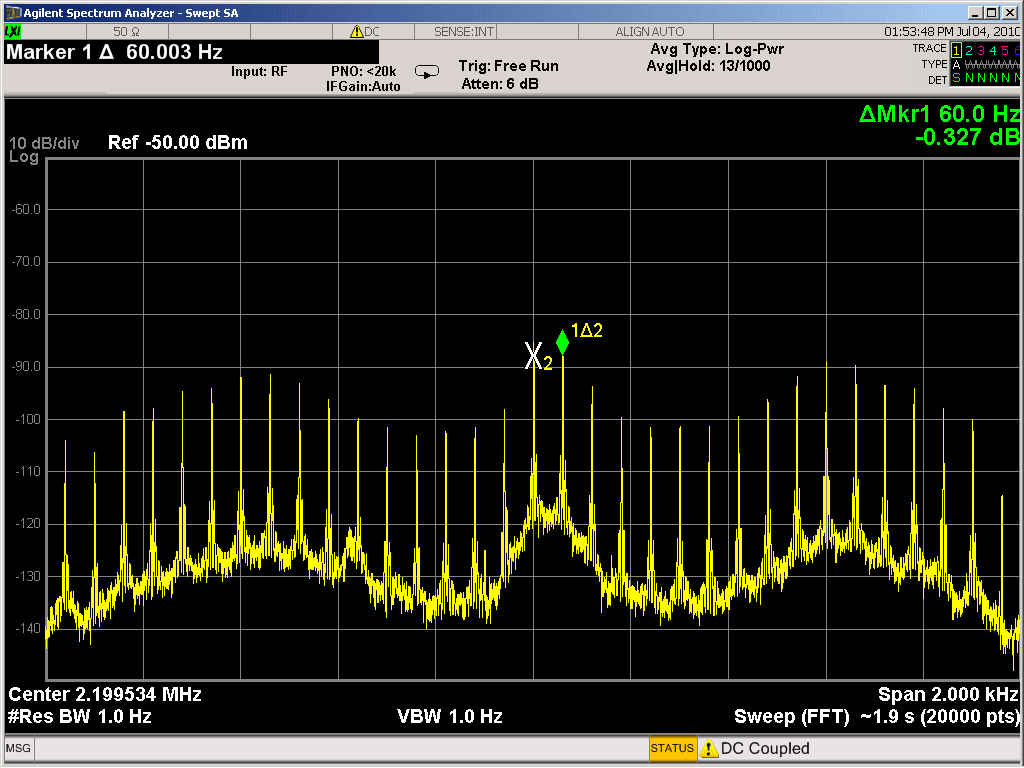 Agilent Spectrum Analyzer - Swept SA
LXI 50 Ω DC SENSE:INT ALIGN AUTO 01:53:48 PM Jul 04, 2010
Marker 1 Δ 60.003 Hz
Input: RF PNO: <20k IFGain:Auto
Trig: Free Run
Atten: 6 dB
Avg Type: Log-Pwr
Avg|Hold: 13/1000
TRACE 1 2 3 4 5 6
TYPE A WWWWW
DET S N N N N N
ΔMkr1 60.0 Hz
-0.327 dB
10 dB/div Ref -50.00 dBm
Log
-60.0
-70.0
-80.0
1Δ2
X2
-90.0
-100
-110
-120
-130
-140
Center 2.199534 MHz Span 2.000 kHz
#Res BW 1.0 Hz VBW 1.0 Hz Sweep (FFT) ~1.9 s (20000 pts)
MSG STATUS DC Coupled